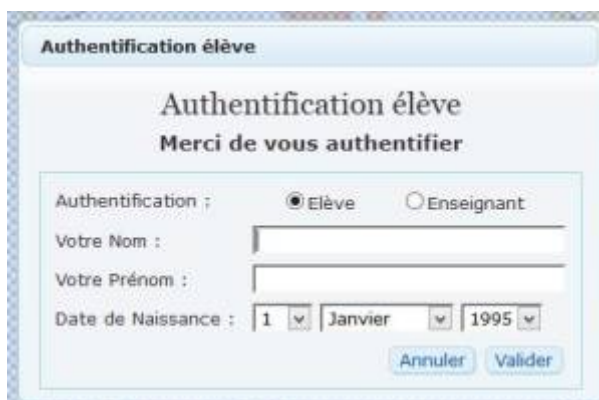 Authentification élève
Authentification élève
Merci de vous authentifier
Authentification : Elève Enseignant
Votre Nom :
Votre Prénom :
Date de Naissance : 1 Janvier 1995
Annuler Valider